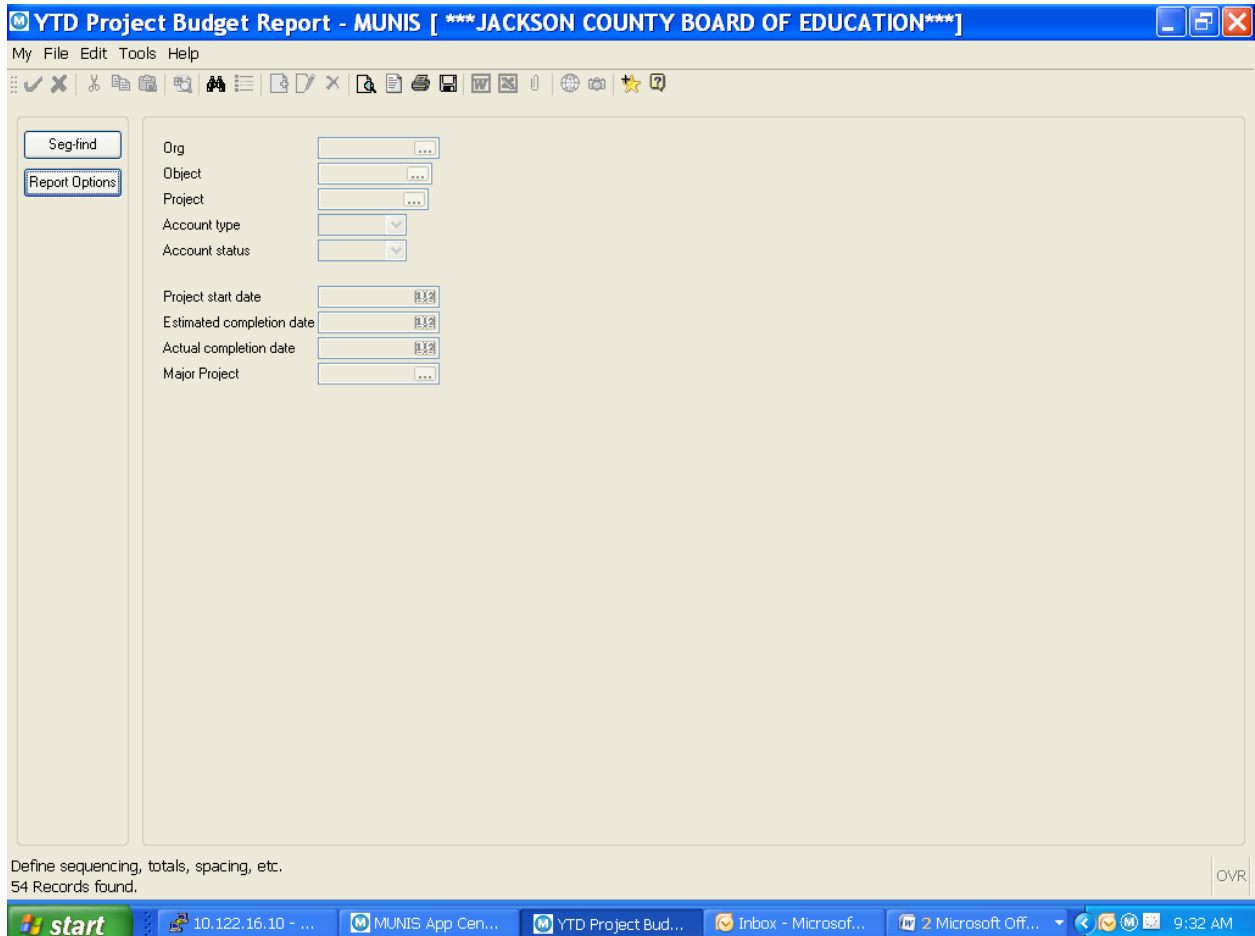 YTD Project Budget Report - MUNIS [ ***JACKSON COUNTY BOARD OF EDUCATION***]
My File Edit Tools Help
Seg-find
Report Options
Org ...
Object ...
Project ...
Account type
Account status
Project start date
Estimated completion date
Actual completion date
Major Project ...
Define sequencing, totals, spacing, etc.
54 Records found.
OVR
start 10.122.16.10 - ... MUNIS App Cen... YTD Project Bud... Inbox - Microsof... 2 Microsoft Off... 9:32 AM